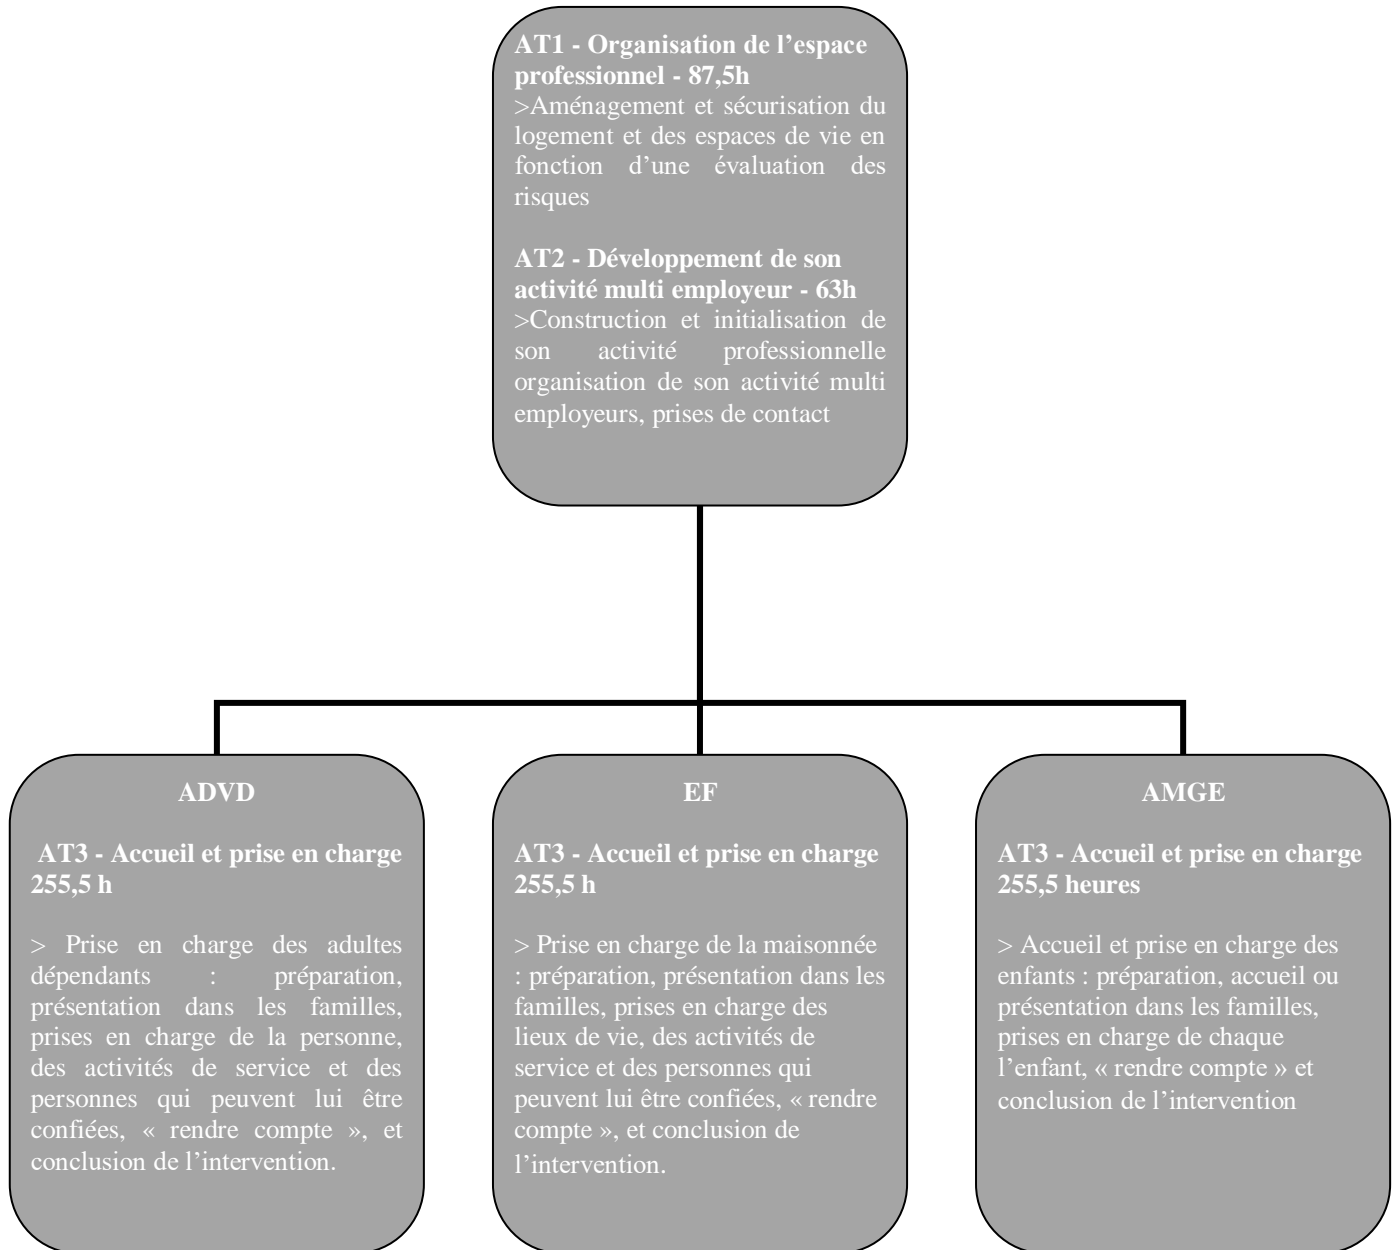 AT1 - Organisation de l’espace
professionnel - 87,5h
>Aménagement et sécurisation du
logement et des espaces de vie en
fonction d’une évaluation des
risques
AT2 - Développement de son
activité multi employeur - 63h
>Construction et initialisation de
son activité professionnelle
organisation de son activité multi
employeurs, prises de contact
ADVD
AT3 - Accueil et prise en charge
255,5 h
> Prise en charge des adultes
dépendants : préparation,
présentation dans les familles,
prises en charge de la personne,
des activités de service et des
personnes qui peuvent lui être
confiées, « rendre compte », et
conclusion de l’intervention.
EF
AT3 - Accueil et prise en charge
255,5 h
> Prise en charge de la maisonnée
: préparation, présentation dans les
familles, prises en charge des
lieux de vie, des activités de
service et des personnes qui
peuvent lui être confiées, « rendre
compte », et conclusion de
l’intervention.
AMGE
AT3 - Accueil et prise en charge
255,5 heures
> Accueil et prise en charge des
enfants : préparation, accueil ou
présentation dans les familles,
prises en charge de chaque
l’enfant, « rendre compte » et
conclusion de l’intervention